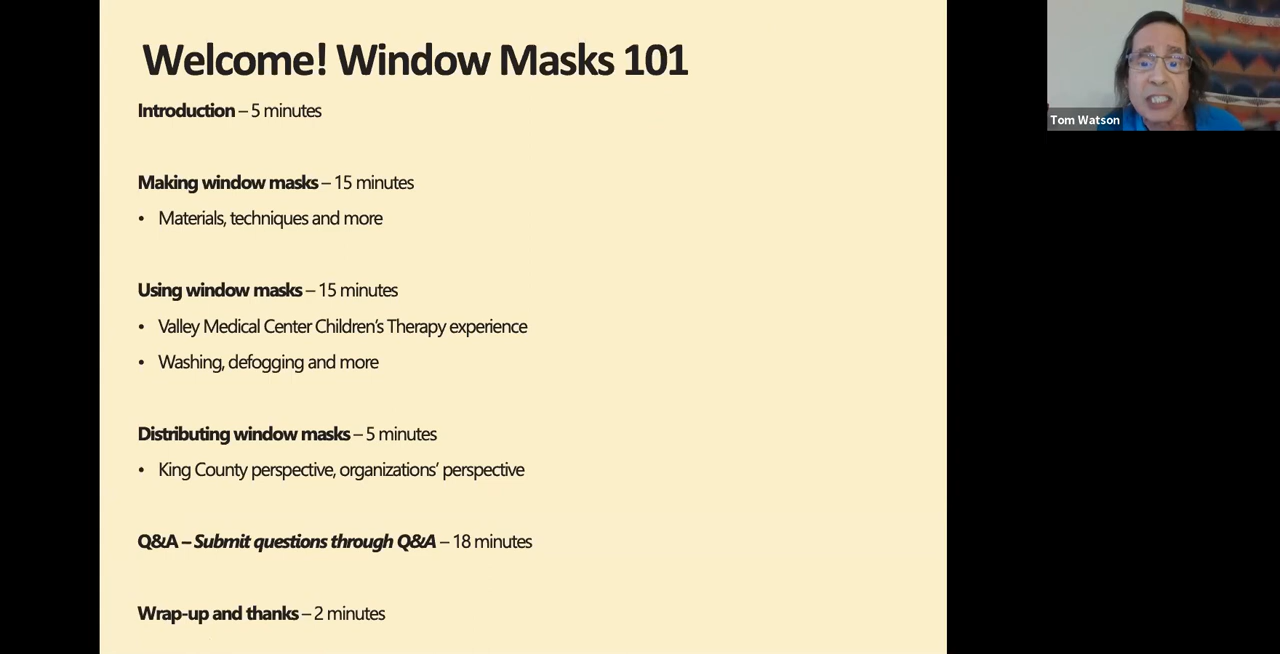 Welcome! Window Masks 101
Introduction – 5 minutes
Making window masks – 15 minutes
• Materials, techniques and more
Using window masks – 15 minutes
• Valley Medical Center Children’s Therapy experience
• Washing, defogging and more
Distributing window masks – 5 minutes
• King County perspective, organizations’ perspective
Q&A – Submit questions through Q&A – 18 minutes
Wrap-up and thanks – 2 minutes
Tom Watson